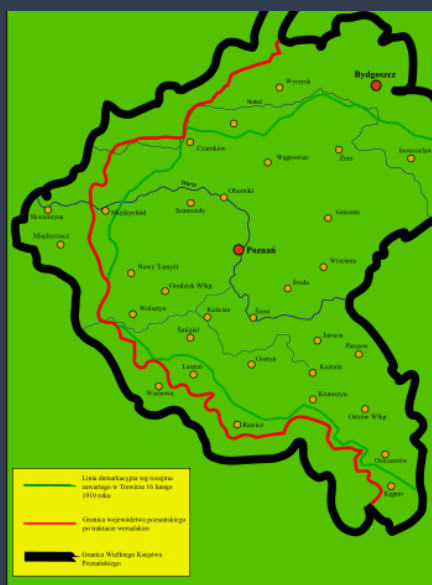 Wyrzysk
Bydgoszcz
Noteć
Czarnków
Wągrowiec
Żnin
Inowrocław
Warta
Oborniki
Skwierzyna
Międzychód
Szamotuły
Gniezno
Międzyrzecz
Poznań
Nowy Tomyśl
Września
Grodzisk Wlkp.
Środa
Wolsztyn
Kościan
Śrem
Śmigiel
Jarocin
Pleszew
Gostyń
Leszno
Koźmin
Wschowa
Krotoszyn
Ostrów Wlkp.
Rawicz
Ostrzeszów
Kępno
Linia demarkacyjna wg rozejmu
zawartego w Trewirze 16 lutego
1919 roku
Granica województwa poznańskiego
po traktacie wersalskim
Granica Wielkiego Księstwa
Poznańskiego